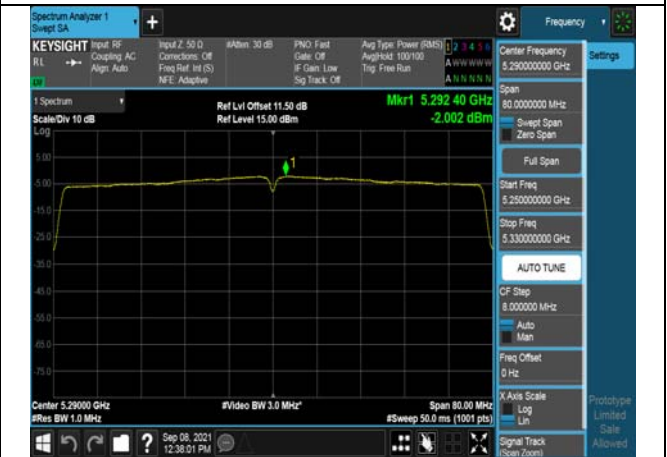 Spectrum Analyzer 1
Swept SA
+
Frequency
KEYSIGHT
Input: RF
Input Z: 50 Ω
#Atten: 30 dB
PNO: Fast
Avg Type: Power (RMS)
1 2 3 4 5 6
RL
Coupling: AC
Corrections: Off
Gate: Off
Avg|Hold: 100/100
A W W W W W
Align: Auto
Freq Ref: Int (S)
IF Gain: Low
Trig: Free Run
NFE: Adaptive
Sig Track: Off
A N N N N N
1 Spectrum
Ref Lvl Offset 11.50 dB
Mkr1 5.292 40 GHz
Scale/Div 10 dB
Ref Level 15.00 dBm
-2.002 dBm
Log
1
5.00
-5.00
-15.0
-25.0
-35.0
-45.0
-55.0
-65.0
-75.0
Center 5.29000 GHz
#Video BW 3.0 MHz*
Span 80.00 MHz
#Res BW 1.0 MHz
#Sweep 50.0 ms (1001 pts)
Center Frequency
5.290000000 GHz
Settings
Span
80.0000000 MHz
Swept Span
Zero Span
Full Span
Start Freq
5.250000000 GHz
Stop Freq
5.330000000 GHz
AUTO TUNE
CF Step
8.000000 MHz
Auto
Man
Freq Offset
0 Hz
X Axis Scale
Log
Lin
Signal Track
(Span Zoom)
Prototype
Limited
Sale
Allowed
?
Sep 08, 2021
12:38:01 PM